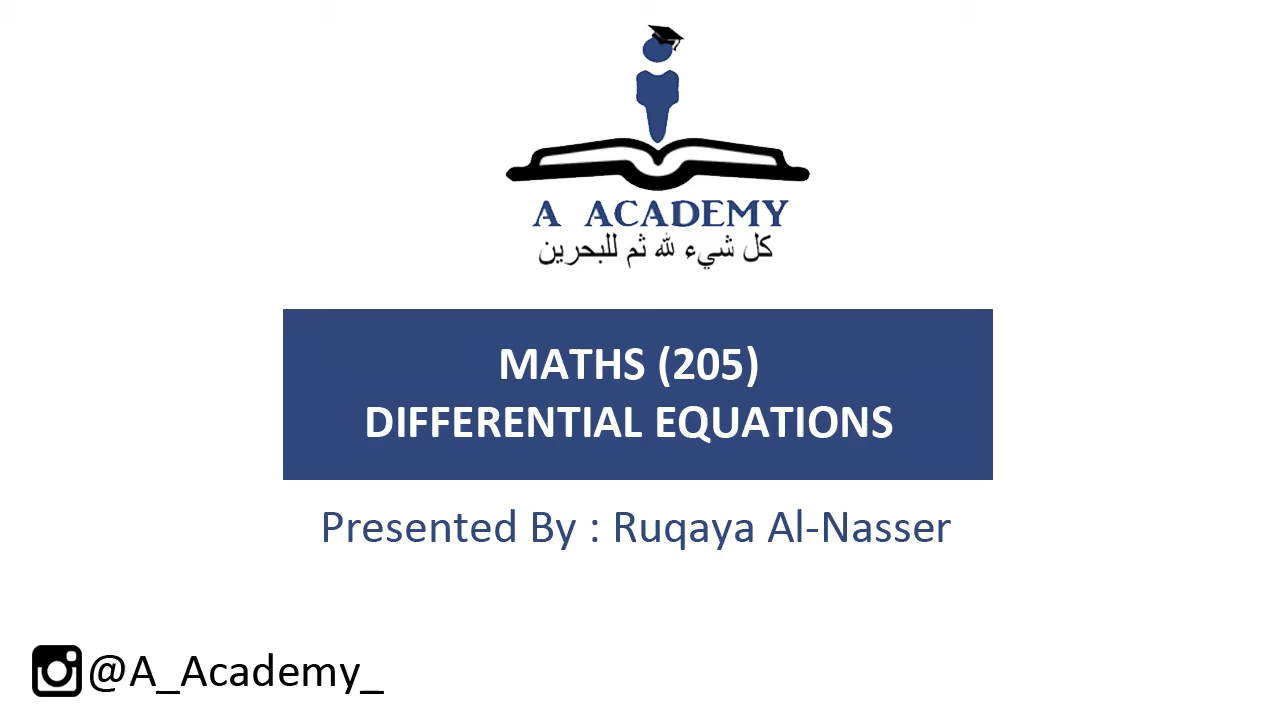 A ACADEMY
كل شيء لله ثم للبحرين
MATHS (205)
DIFFERENTIAL EQUATIONS
Presented By : Ruqaya Al-Nasser
@A_Academy_